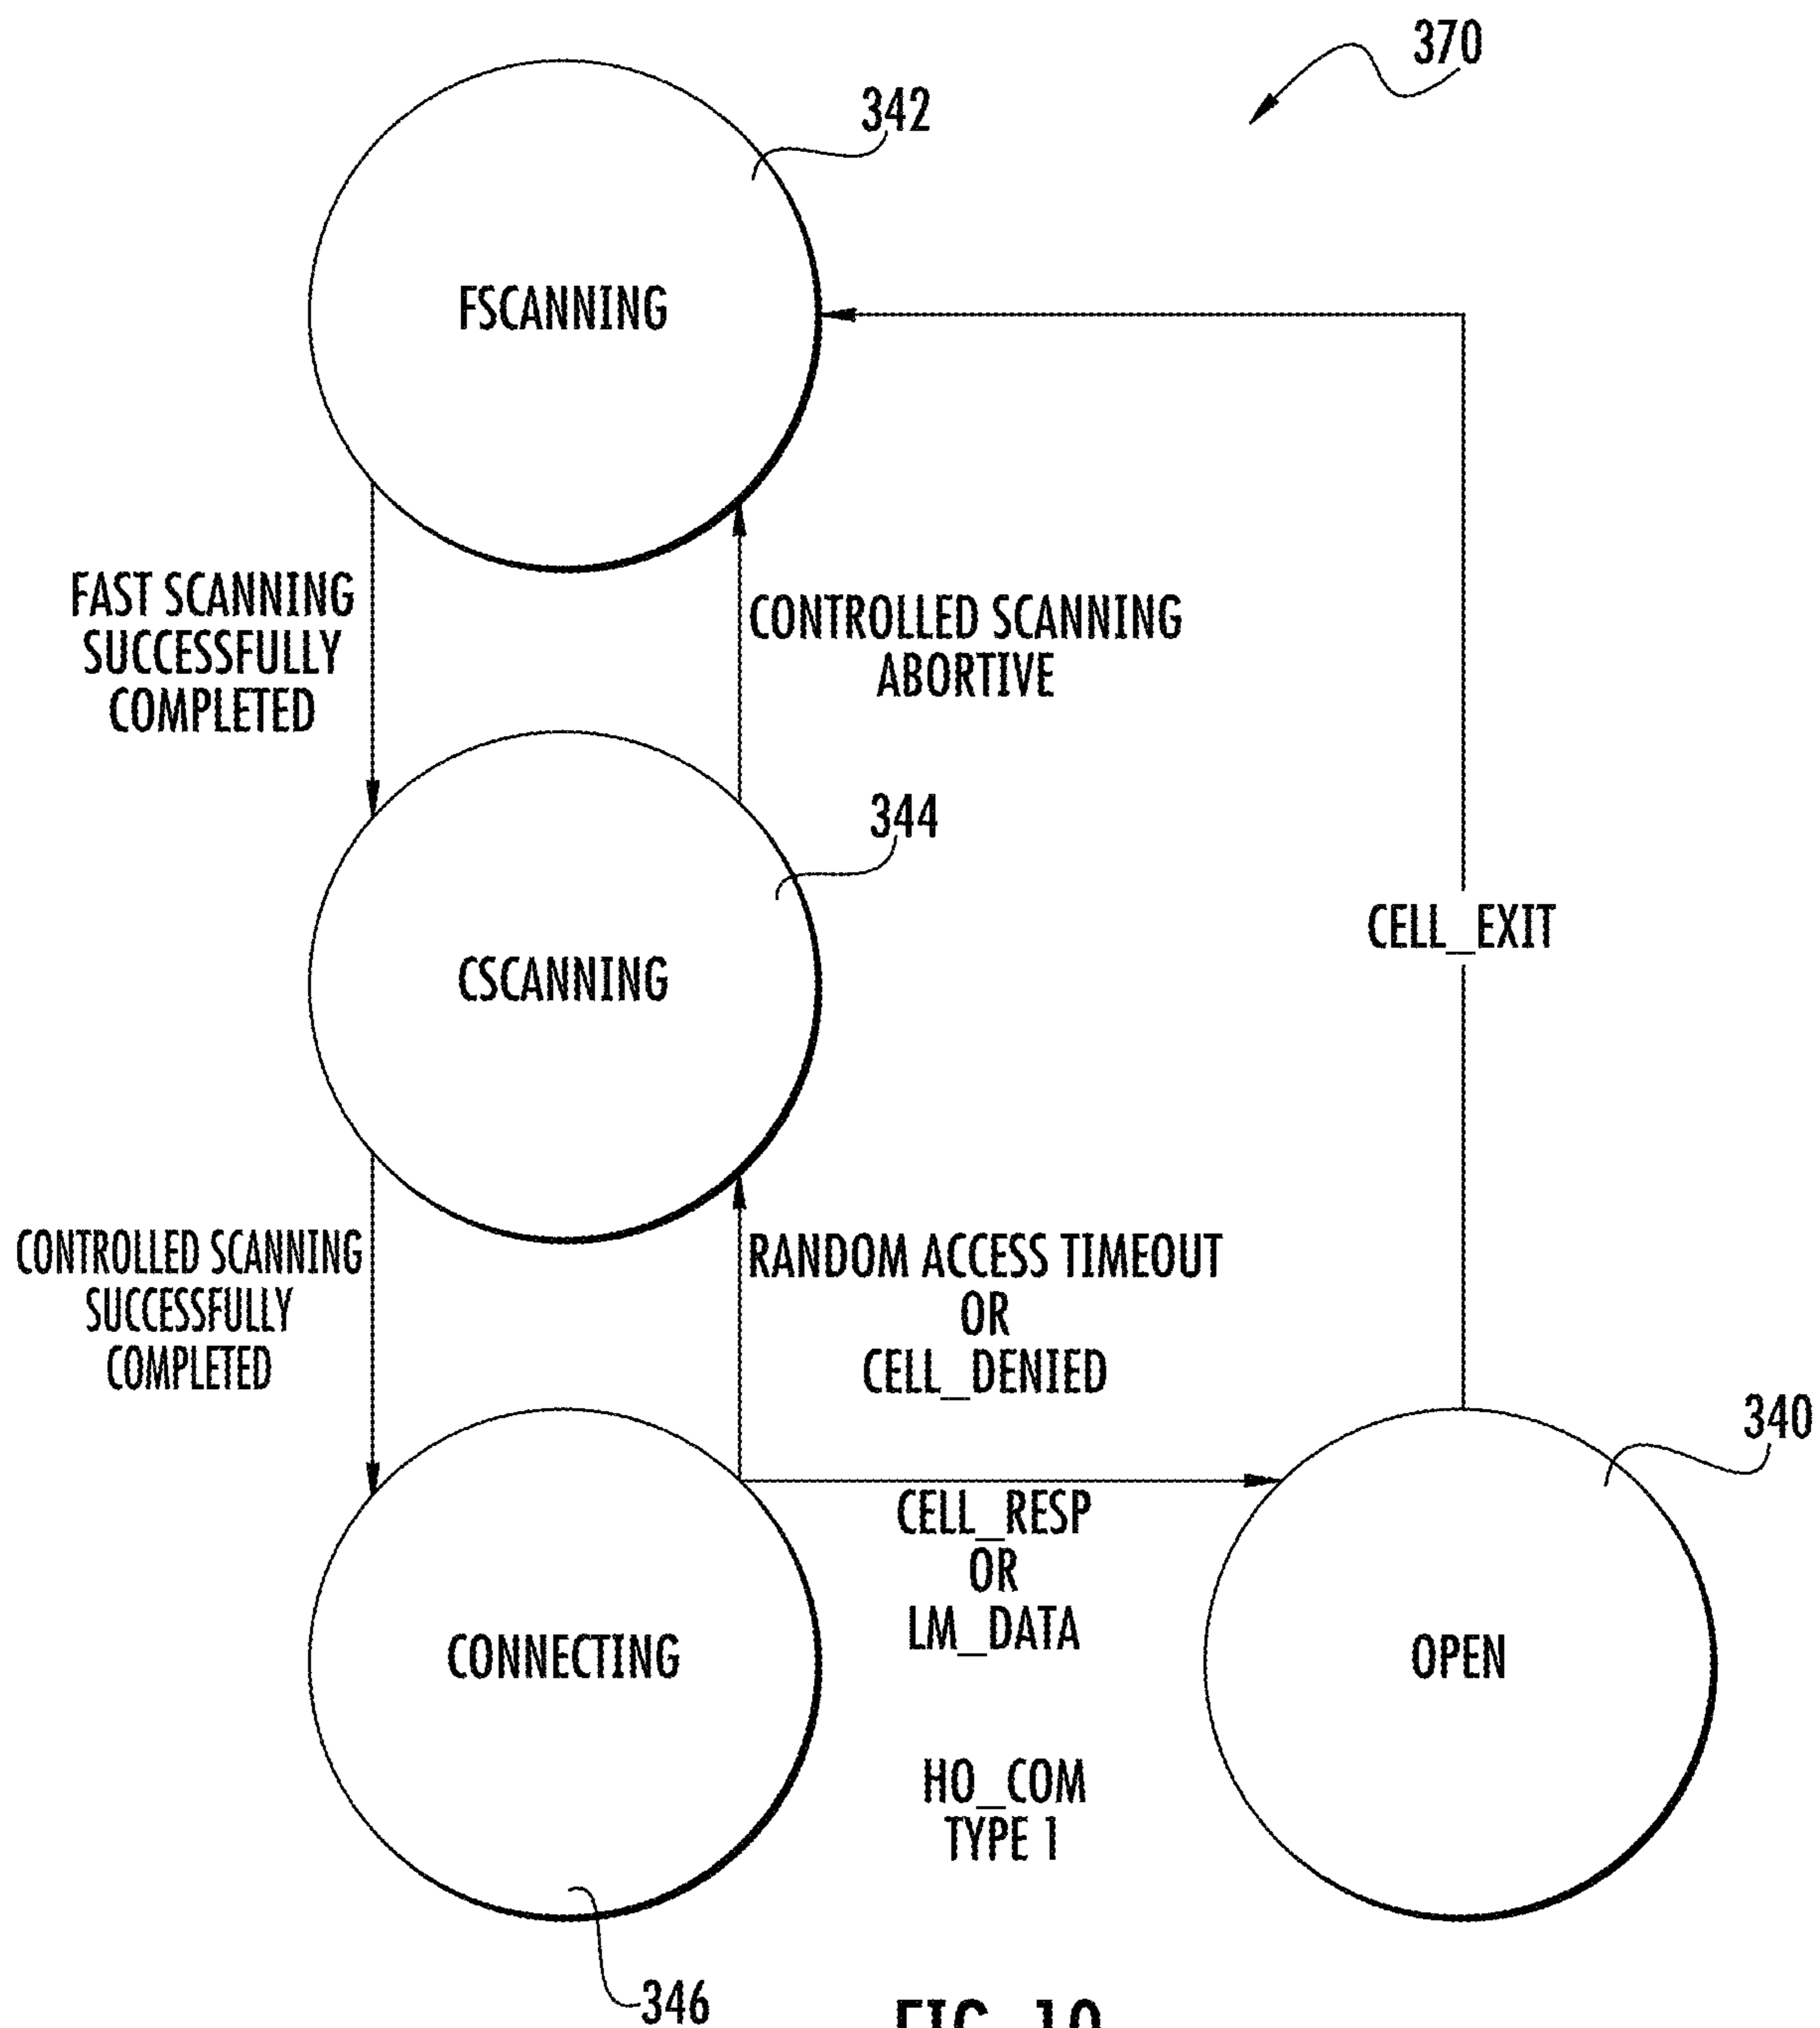 370
342
FSCANNING
FAST SCANNING
SUCCESSFULLY
COMPLETED
CONTROLLED SCANNING
ABORTIVE
344
CSCANNING
CELL_EXIT
CONTROLLED SCANNING
SUCCESSFULLY
COMPLETED
RANDOM ACCESS TIMEOUT
OR
CELL_DENIED
340
CELL_RESP
OR
LM_DATA
CONNECTING
OPEN
HO_COM
TYPE 1
346